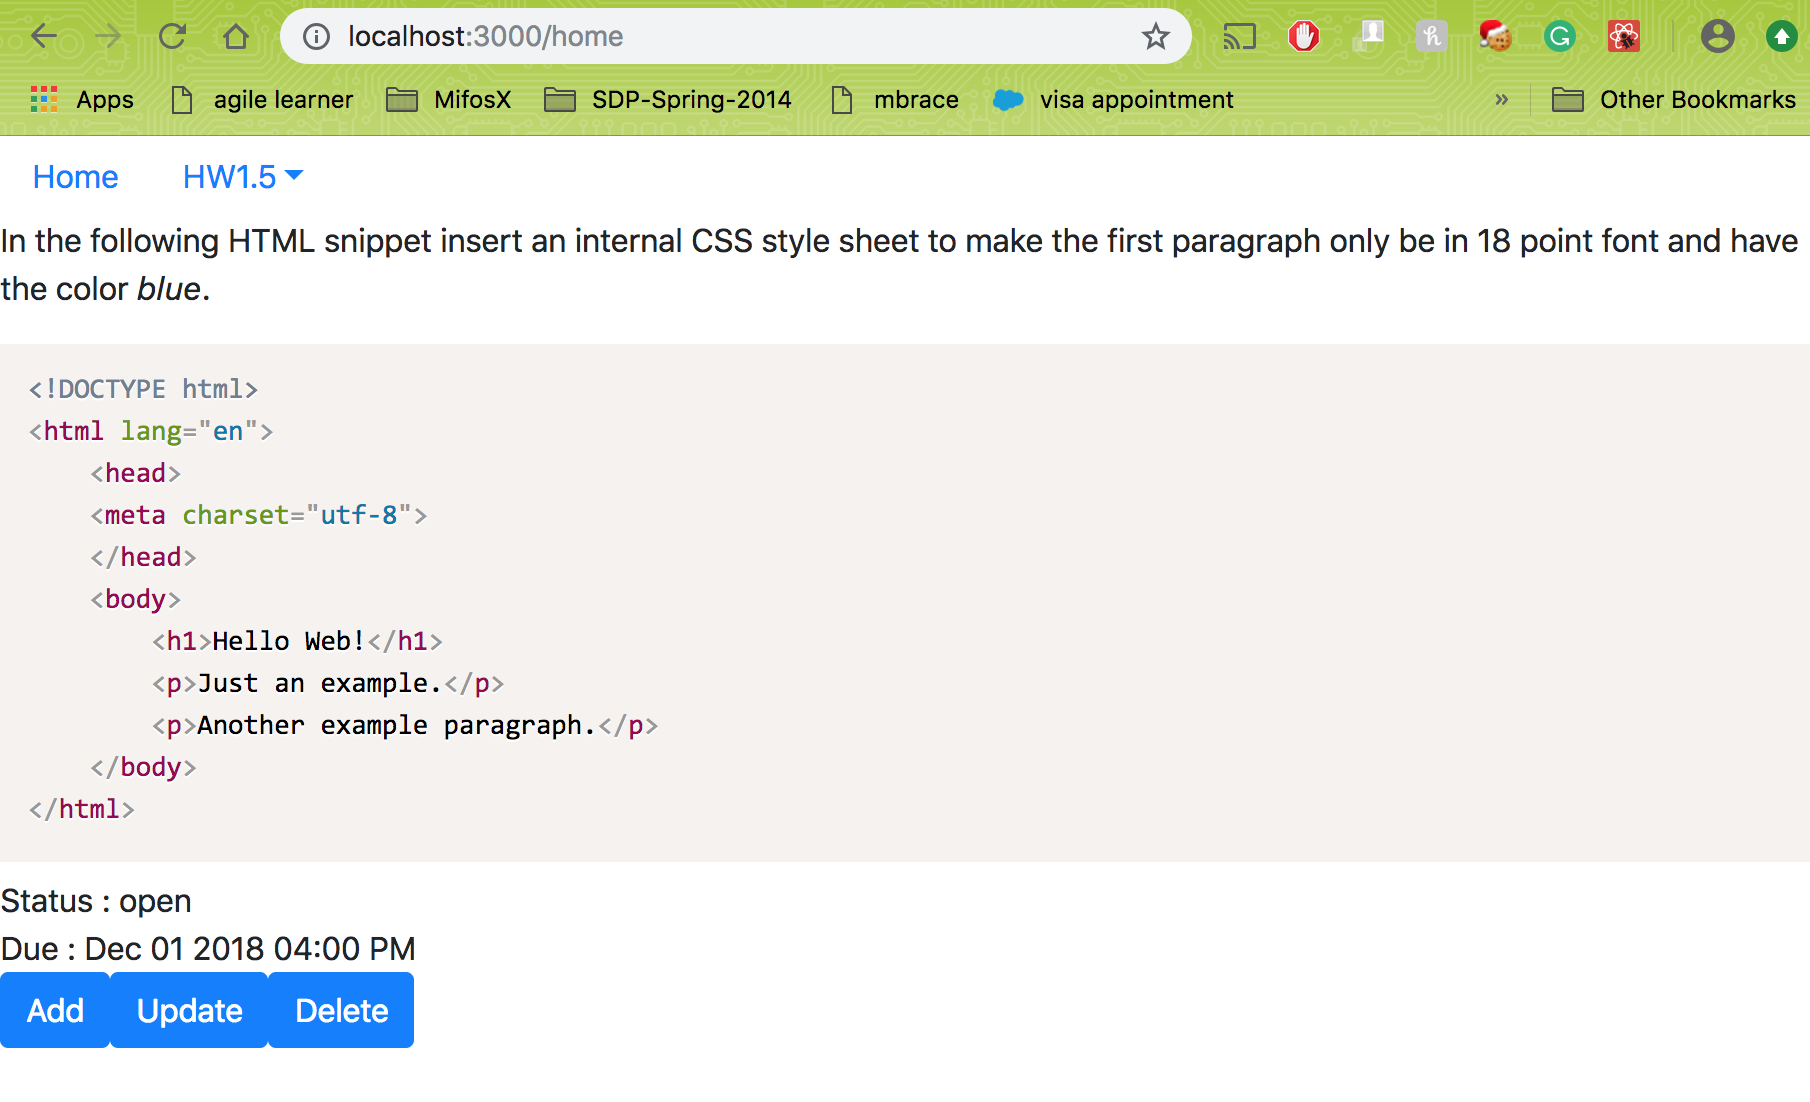 localhost:3000/home
Apps agile learner MifosX SDP-Spring-2014 mbrace visa appointment » Other Bookmarks
Home HW1.5
In the following HTML snippet insert an internal CSS style sheet to make the first paragraph only be in 18 point font and have
the color blue.
<!DOCTYPE html>
<html lang="en">
    <head>
    <meta charset="utf-8">
    </head>
    <body>
        <h1>Hello Web!</h1>
        <p>Just an example.</p>
        <p>Another example paragraph.</p>
    </body>
</html>
Status : open
Due : Dec 01 2018 04:00 PM
Add Update Delete